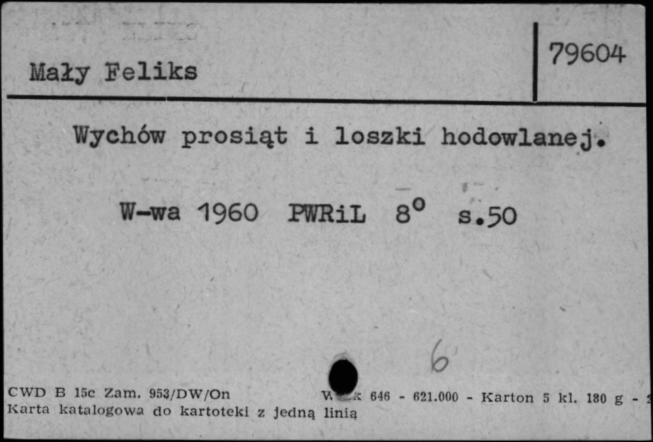 79604
Mały Feliks
Wychów prosiąt i loszki hodowlanej.
W-wa 1960 PWRiL 8° s.50
6
CWD B 15c Zam. 953/DW/On 646 - 621.000 - Karton 5 kl. 180 g -
Karta katalogowa do kartoteki z jedną linią